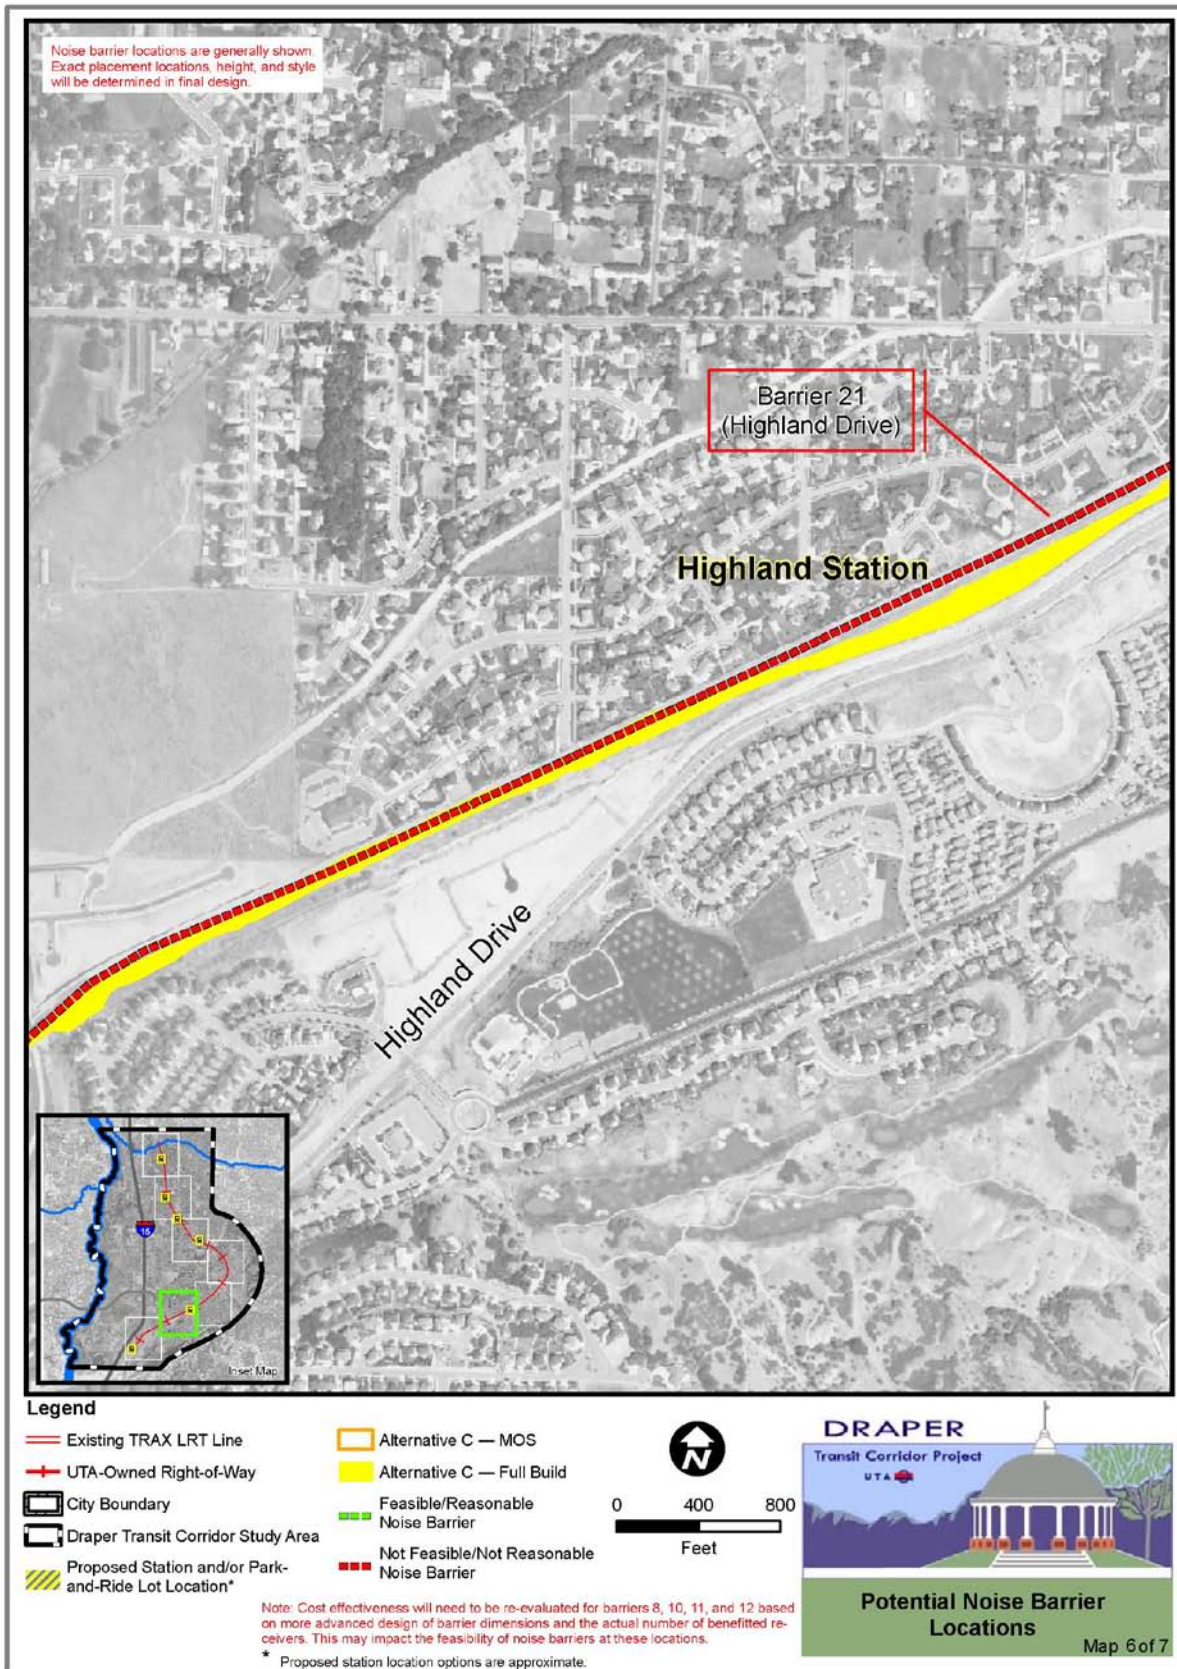 Noise barrier locations are generally shown.
Exact placement locations, height, and style
will be determined in final design.
Barrier 21
(Highland Drive)
Highland Station
Highland Drive
15
Inset Map
Legend
Existing TRAX LRT Line
UTA-Owned Right-of-Way
City Boundary
Draper Transit Corridor Study Area
Proposed Station and/or Park-
and-Ride Lot Location*
Alternative C — MOS
Alternative C — Full Build
Feasible/Reasonable
Noise Barrier
Not Feasible/Not Reasonable
Noise Barrier
N
0 400 800
Feet
Note: Cost effectiveness will need to be re-evaluated for barriers 8, 10, 11, and 12 based
on more advanced design of barrier dimensions and the actual number of benefitted re-
ceivers. This may impact the feasibility of noise barriers at these locations.
* Proposed station location options are approximate.
DRAPER
Transit Corridor Project
UTA
Potential Noise Barrier
Locations
Map 6 of 7